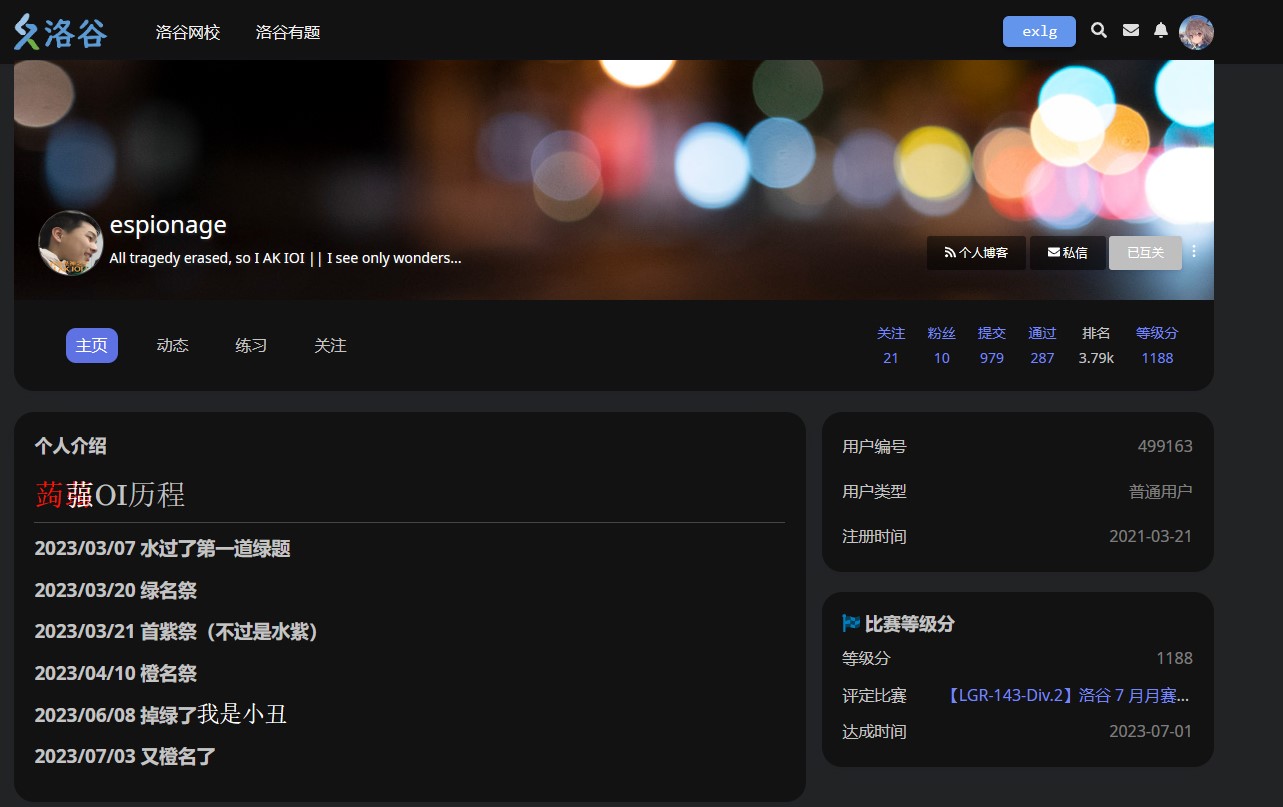 洛谷 洛谷网校 洛谷有题 exlg
espionage
All tragedy erased, so I AK IOI || I see only wonders...
个人博客 私信 已互关
主页 动态 练习 关注
关注 粉丝 提交 通过 排名 等级分
21 10 979 287 3.79k 1188
个人介绍
蒟蒻OI历程
2023/03/07 水过了第一道绿题
2023/03/20 绿名祭
2023/03/21 首紫祭（不过是水紫）
2023/04/10 橙名祭
2023/06/08 掉绿了我是小丑
2023/07/03 又橙名了
用户编号 499163
用户类型 普通用户
注册时间 2021-03-21
比赛等级分
等级分 1188
评定比赛 【LGR-143-Div.2】洛谷 7 月月赛...
达成时间 2023-07-01